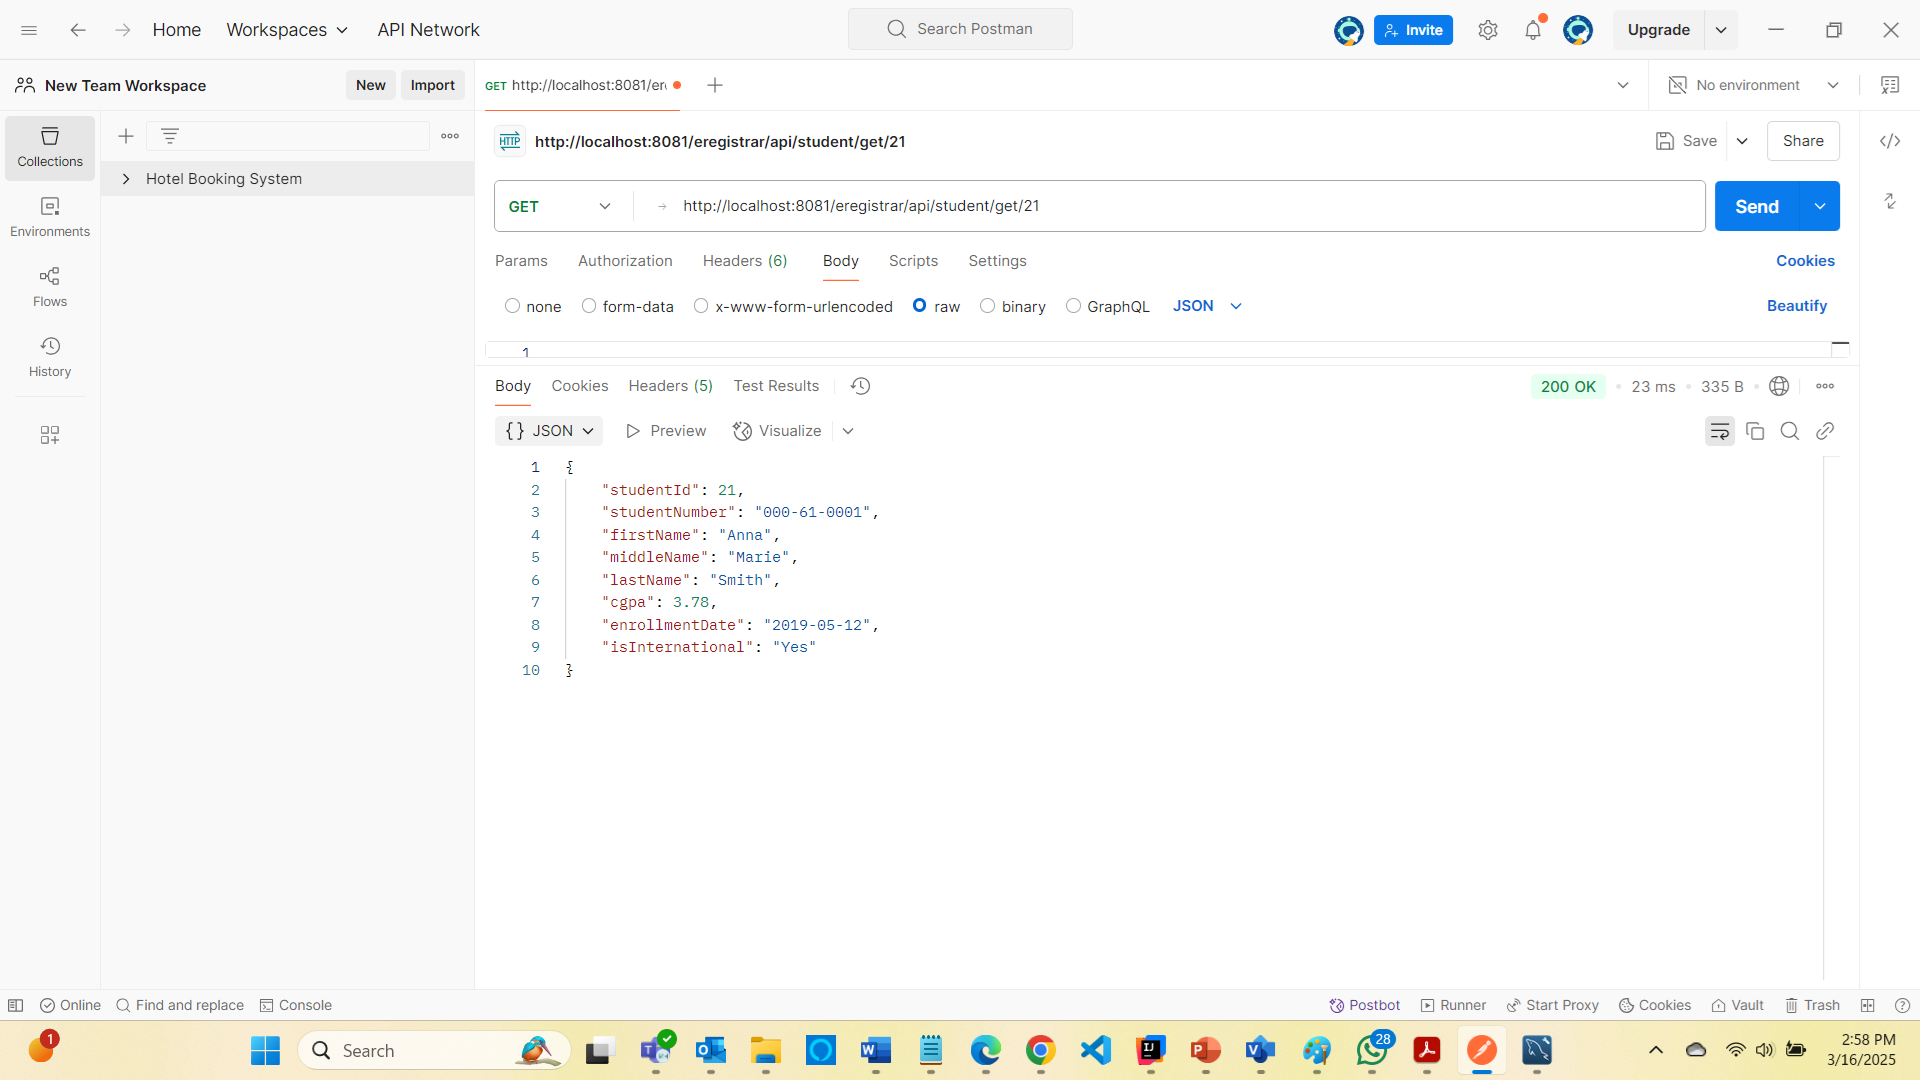 Home
Workspaces
API Network
Search Postman
Invite
Upgrade
New Team Workspace
New
Import
GET http://localhost:8081/er
No environment
Collections
Environments
Flows
History
Hotel Booking System
HTTP
http://localhost:8081/eregistrar/api/student/get/21
Save
Share
GET
http://localhost:8081/eregistrar/api/student/get/21
Send
Params
Authorization
Headers (6)
Body
Scripts
Settings
Cookies
none
form-data
x-www-form-urlencoded
raw
binary
GraphQL
JSON
Beautify
1
Body
Cookies
Headers (5)
Test Results
200 OK
23 ms
335 B
{} JSON
Preview
Visualize
1 {
2 "studentId": 21,
3 "studentNumber": "000-61-0001",
4 "firstName": "Anna",
5 "middleName": "Marie",
6 "lastName": "Smith",
7 "cgpa": 3.78,
8 "enrollmentDate": "2019-05-12",
9 "isInternational": "Yes"
10 }
Online
Find and replace
Console
Postbot
Runner
Start Proxy
Cookies
Vault
Trash
1
Search
28
2:58 PM
3/16/2025